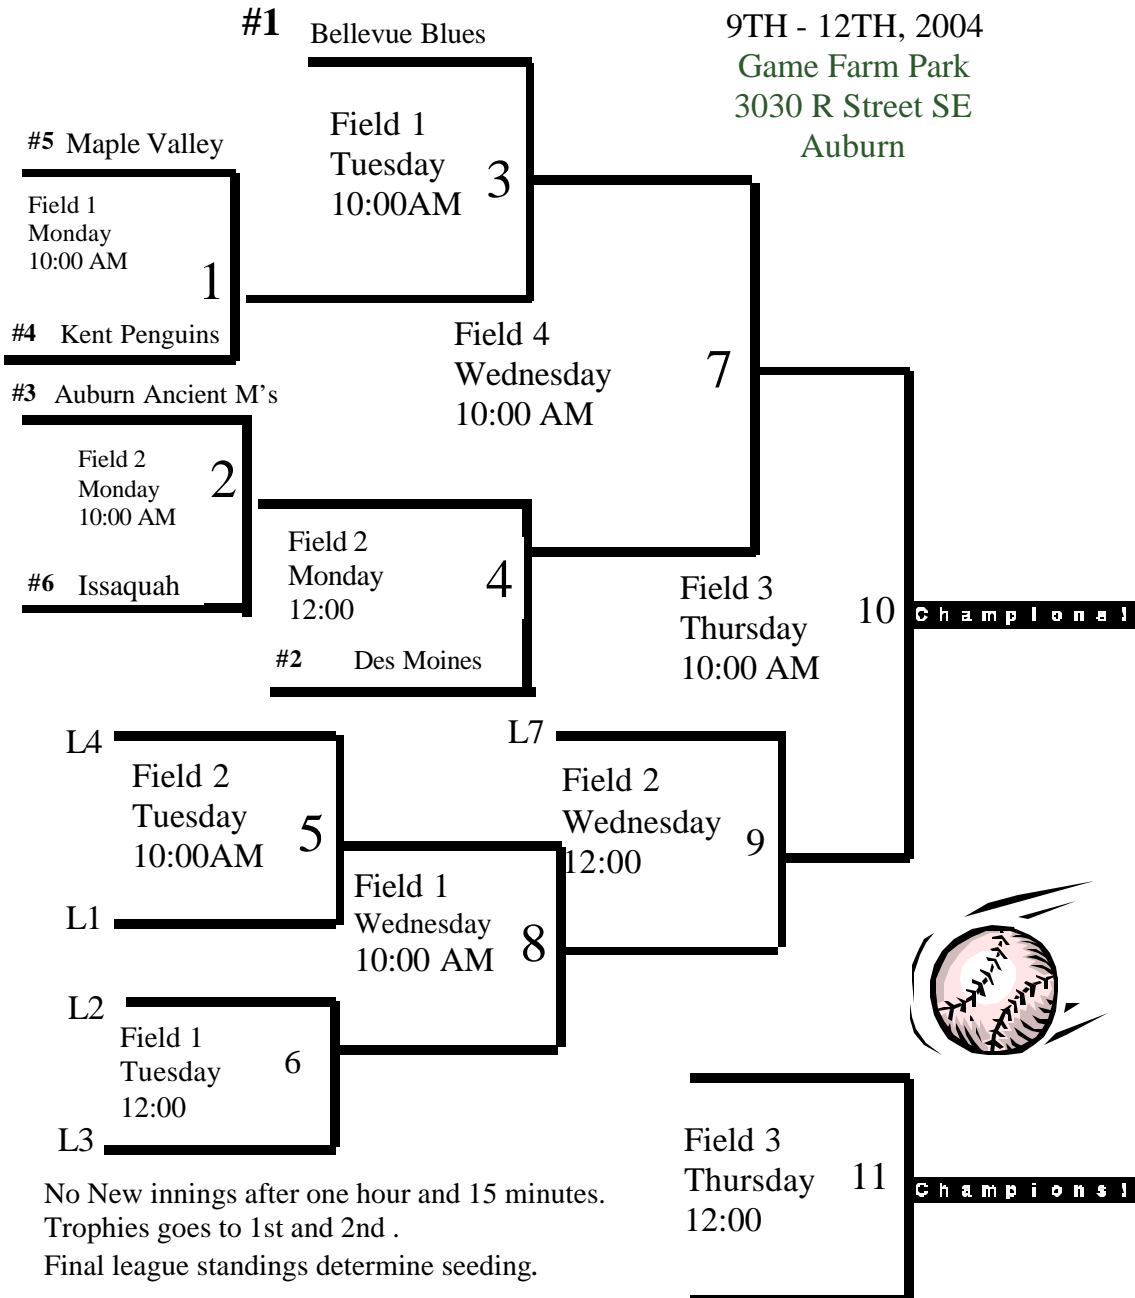 #1 Bellevue Blues
9TH - 12TH, 2004
Game Farm Park
3030 R Street SE
Auburn
Field 1
Tuesday
10:00AM
3
#5 Maple Valley
Field 1
Monday
10:00 AM
1
#4 Kent Penguins
Field 4
Wednesday
10:00 AM
7
#3 Auburn Ancient M's
Field 2
Monday
10:00 AM
2
#6 Issaquah
Field 2
Monday
12:00
4
#2 Des Moines
Field 3
Thursday
10:00 AM
10
Champions!
L4
Field 2
Tuesday
10:00AM
5
L1
L7
Field 2
Wednesday
12:00
9
Field 1
Wednesday
10:00 AM
8
L2
Field 1
Tuesday
12:00
6
L3
Field 3
Thursday
12:00
11
Champions!
No New innings after one hour and 15 minutes.
Trophies goes to 1st and 2nd .
Final league standings determine seeding.